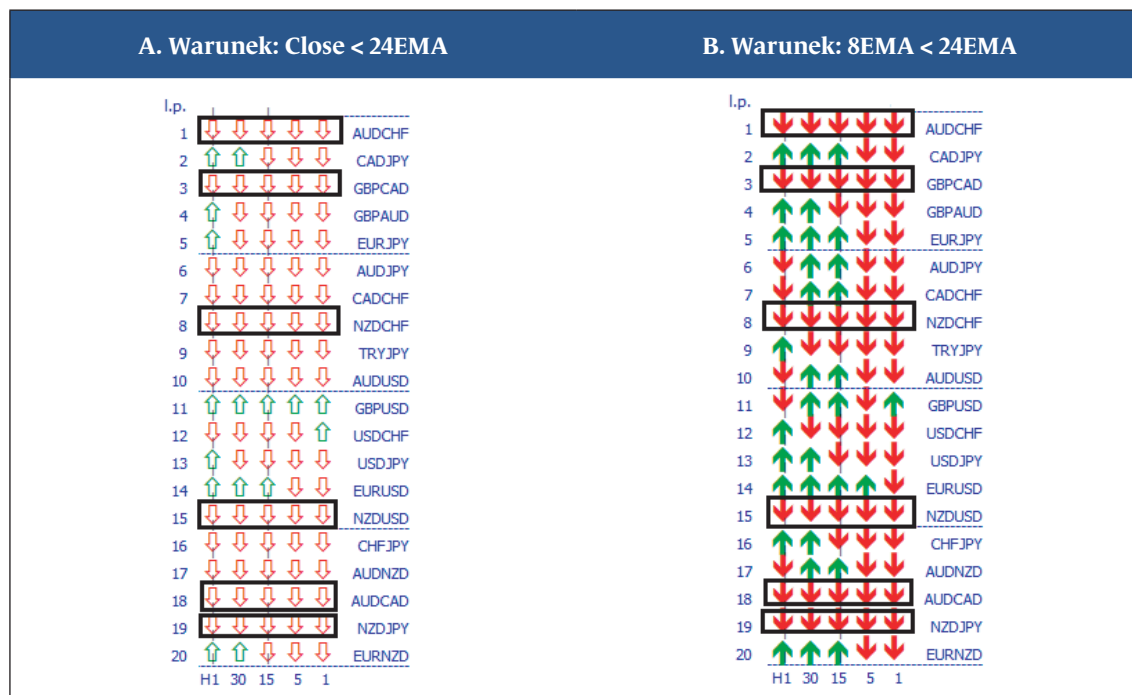 A. Warunek: Close < 24EMA
l.p.
1 AUDCHF
2 CADJPY
3 GBPCAD
4 GBPAUD
5 EURJPY
6 AUDJPY
7 CADCHF
8 NZDCHF
9 TRYJPY
10 AUDUSD
11 GBPUSD
12 USDCHF
13 USDJPY
14 EURUSD
15 NZDUSD
16 CHFJPY
17 AUDNZD
18 AUDCAD
19 NZDJPY
20 EURNZD
H1 30 15 5 1
B. Warunek: 8EMA < 24EMA
l.p.
1 AUDCHF
2 CADJPY
3 GBPCAD
4 GBPAUD
5 EURJPY
6 AUDJPY
7 CADCHF
8 NZDCHF
9 TRYJPY
10 AUDUSD
11 GBPUSD
12 USDCHF
13 USDJPY
14 EURUSD
15 NZDUSD
16 CHFJPY
17 AUDNZD
18 AUDCAD
19 NZDJPY
20 EURNZD
H1 30 15 5 1